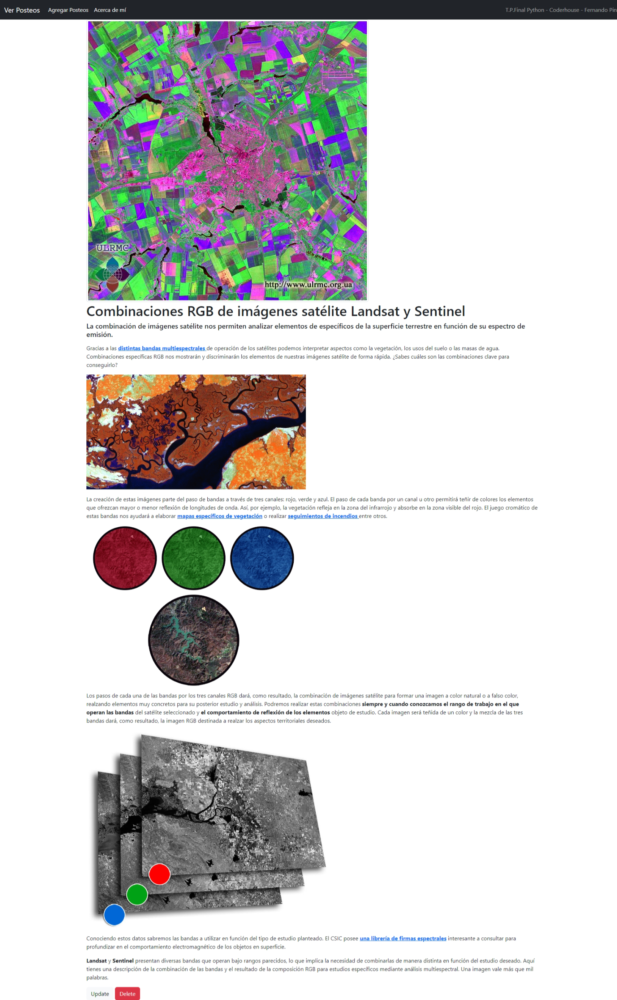 Ver Posteos Agregar Posteos Acerca de mí T.P.Final Python - Coderhouse - Fernando Pin
ULRMC
http://www.ulrmc.org.ua
Combinaciones RGB de imágenes satélite Landsat y Sentinel
La combinación de imágenes satélite nos permiten analizar elementos de específicos de la superficie terrestre en función de su espectro de
emisión.
Gracias a las distintas bandas multiespectrales de operación de los satélites podemos interpretar aspectos como la vegetación, los usos del suelo o las masas de agua.
Combinaciones específicas RGB nos mostrarán y discriminarán los elementos de nuestras imágenes satélite de forma rápida. ¿Sabes cuáles son las combinaciones clave para
conseguirlo?
La creación de estas imágenes parte del paso de bandas a través de tres canales: rojo, verde y azul. El paso de cada banda por un canal u otro permitirá teñir de colores los elementos
que ofrezcan mayor o menor reflexión de longitudes de onda. Así, por ejemplo, la vegetación refleja en la zona del infrarrojo y absorbe en la zona visible del rojo. El juego cromático de
estas bandas nos ayudará a elaborar mapas específicos de vegetación o realizar seguimientos de incendios entre otros.
Los pasos de cada una de las bandas por los tres canales RGB dará, como resultado, la combinación de imágenes satélite para formar una imagen a color natural o a falso color,
realzando elementos muy concretos para su posterior estudio y análisis. Podremos realizar estas combinaciones siempre y cuando conozcamos el rango de trabajo en el que
operan las bandas del satélite seleccionado y el comportamiento de reflexión de los elementos objeto de estudio. Cada imagen será teñida de un color y la mezcla de las tres
bandas dará, como resultado, la imagen RGB destinada a realzar los aspectos territoriales deseados.
Conociendo estos datos sabremos las bandas a utilizar en función del tipo de estudio planteado. El CSIC posee una librería de firmas espectrales interesante a consultar para
profundizar en el comportamiento electromagnético de los objetos en superficie.
Landsat y Sentinel presentan diversas bandas que operan bajo rangos parecidos, lo que implica la necesidad de combinarlas de manera distinta en función del estudio deseado. Aquí
tienes una descripción de la combinación de las bandas y el resultado de la composición RGB para estudios específicos mediante análisis multiespectral. Una imagen vale más que mil
palabras.
Update Delete